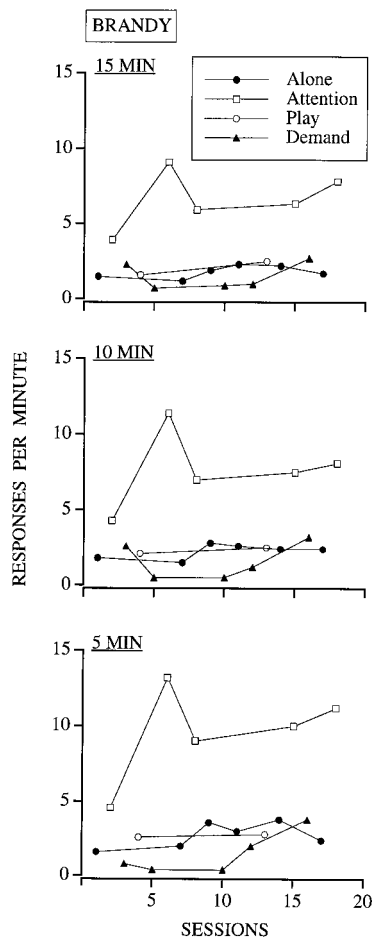 BRANDY
15 MIN
Alone
Attention
Play
Demand
15
10
5
0
10 MIN
15
10
5
0
RESPONSES PER MINUTE
5 MIN
15
10
5
0
5 10 15 20
SESSIONS